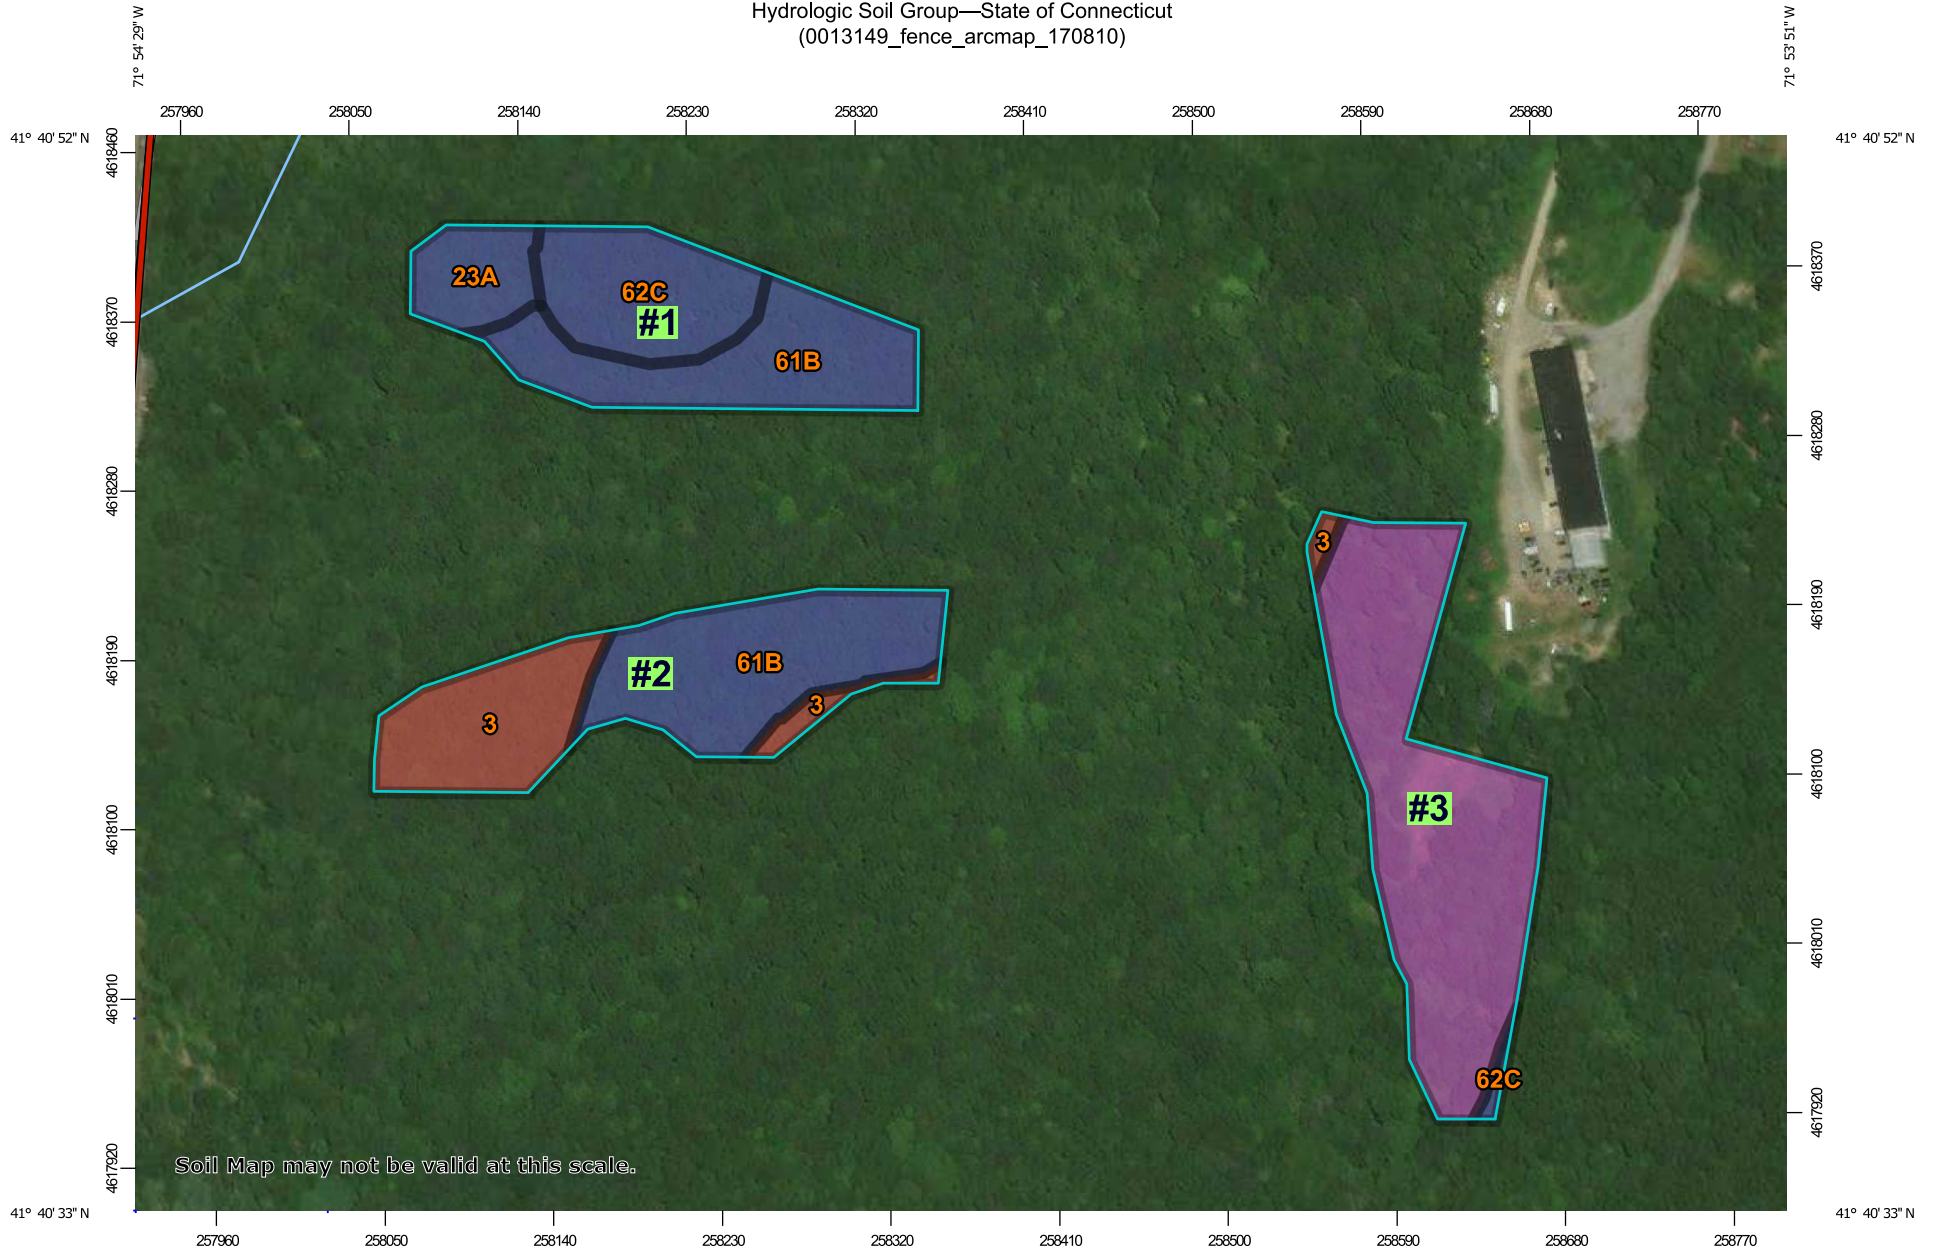 Hydrologic Soil Group—State of Connecticut
(0013149_fence_arcmap_170810)
71° 54' 29" W
71° 53' 51" W
257960 258050 258140 258230 258320 258410 258500 258590 258680 258770
41° 40' 52" N
41° 40' 52" N
4618460
4618370
4618280
4618190
4618100
4618010
4617920
4618370
4618280
4618190
4618100
4618010
4617920
23A
62C
#1
61B
3
61B
#2
3
3
3
#3
62C
Soil Map may not be valid at this scale.
41° 40' 33" N
41° 40' 33" N
257960 258050 258140 258230 258320 258410 258500 258590 258680 258770